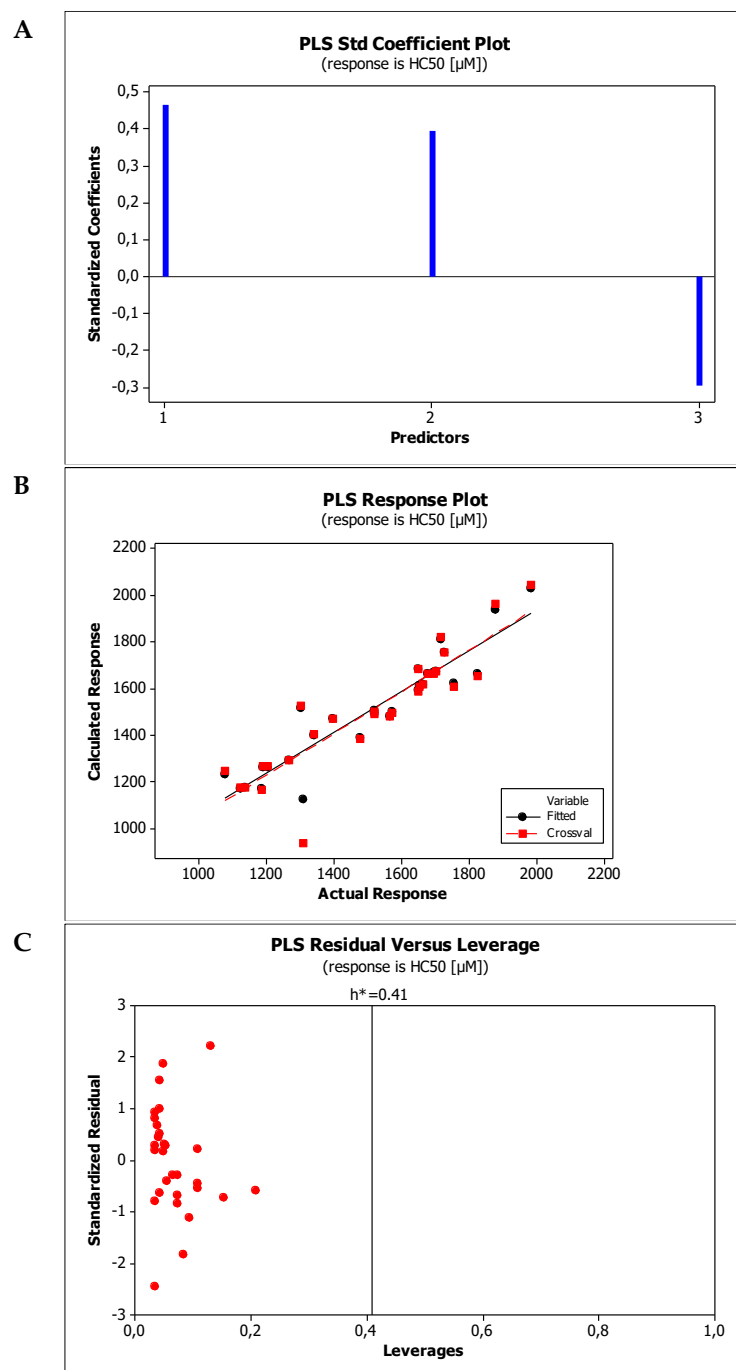 A
PLS Std Coefficient Plot
(response is HC50 [µM])
0,5
0,4
0,3
0,2
0,1
0,0
-0,1
-0,2
-0,3
Standardized Coefficients
1 2 3
Predictors
B
PLS Response Plot
(response is HC50 [µM])
2200
2000
1800
1600
1400
1200
1000
Calculated Response
Variable
Fitted
Crossval
1000 1200 1400 1600 1800 2000 2200
Actual Response
C
PLS Residual Versus Leverage
(response is HC50 [µM])
h*=0.41
3
2
1
0
-1
-2
-3
Standardized Residual
0,0 0,2 0,4 0,6 0,8 1,0
Leverages